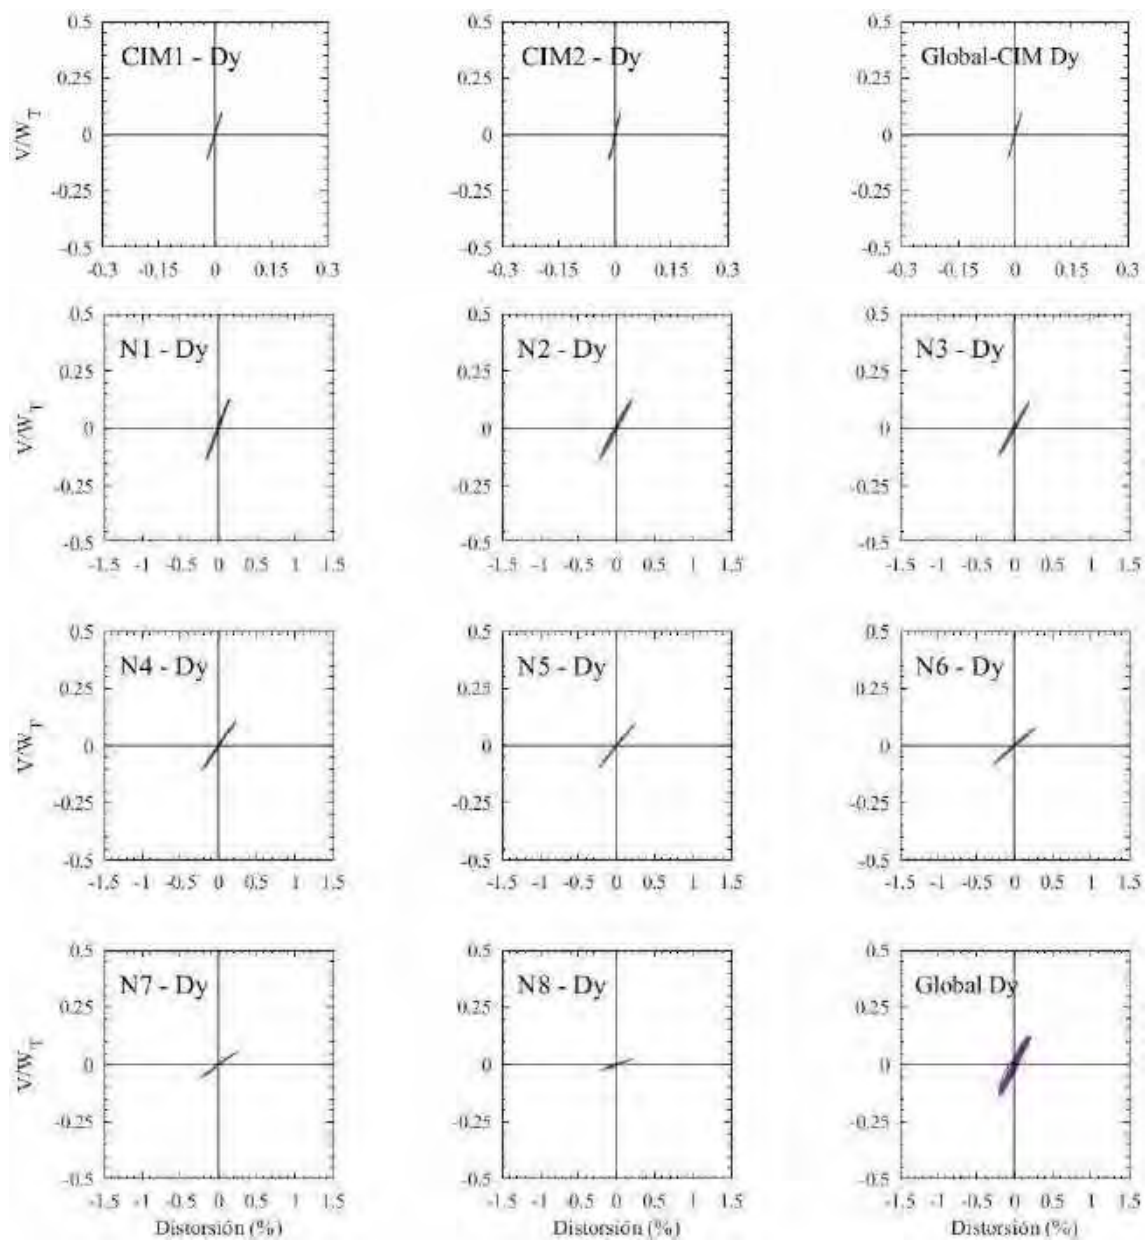 CIM1 - Dy
CIM2 - Dy
Global-CIM Dy
V/W_T
0.5 0.25 0 -0.25 -0.5
0.5 0.25 0 -0.25 -0.5
0.5 0.25 0 -0.25 -0.5
-0.3 -0.15 0 0.15 0.3
-0.3 -0.15 0 0.15 0.3
-0.3 -0.15 0 0.15 0.3
N1 - Dy
N2 - Dy
N3 - Dy
V/W_T
0.5 0.25 0 -0.25 -0.5
0.5 0.25 0 -0.25 -0.5
0.5 0.25 0 -0.25 -0.5
-1.5 -1 -0.5 0 0.5 1 1.5
-1.5 -1 -0.5 0 0.5 1 1.5
-1.5 -1 -0.5 0 0.5 1 1.5
N4 - Dy
N5 - Dy
N6 - Dy
V/W_T
0.5 0.25 0 -0.25 -0.5
0.5 0.25 0 -0.25 -0.5
0.5 0.25 0 -0.25 -0.5
-1.5 -1 -0.5 0 0.5 1 1.5
-1.5 -1 -0.5 0 0.5 1 1.5
-1.5 -1 -0.5 0 0.5 1 1.5
N7 - Dy
N8 - Dy
Global Dy
V/W_T
0.5 0.25 0 -0.25 -0.5
0.5 0.25 0 -0.25 -0.5
0.5 0.25 0 -0.25 -0.5
-1.5 -1 -0.5 0 0.5 1 1.5
-1.5 -1 -0.5 0 0.5 1 1.5
-1.5 -1 -0.5 0 0.5 1 1.5
Distorsión (%)
Distorsión (%)
Distorsión (%)